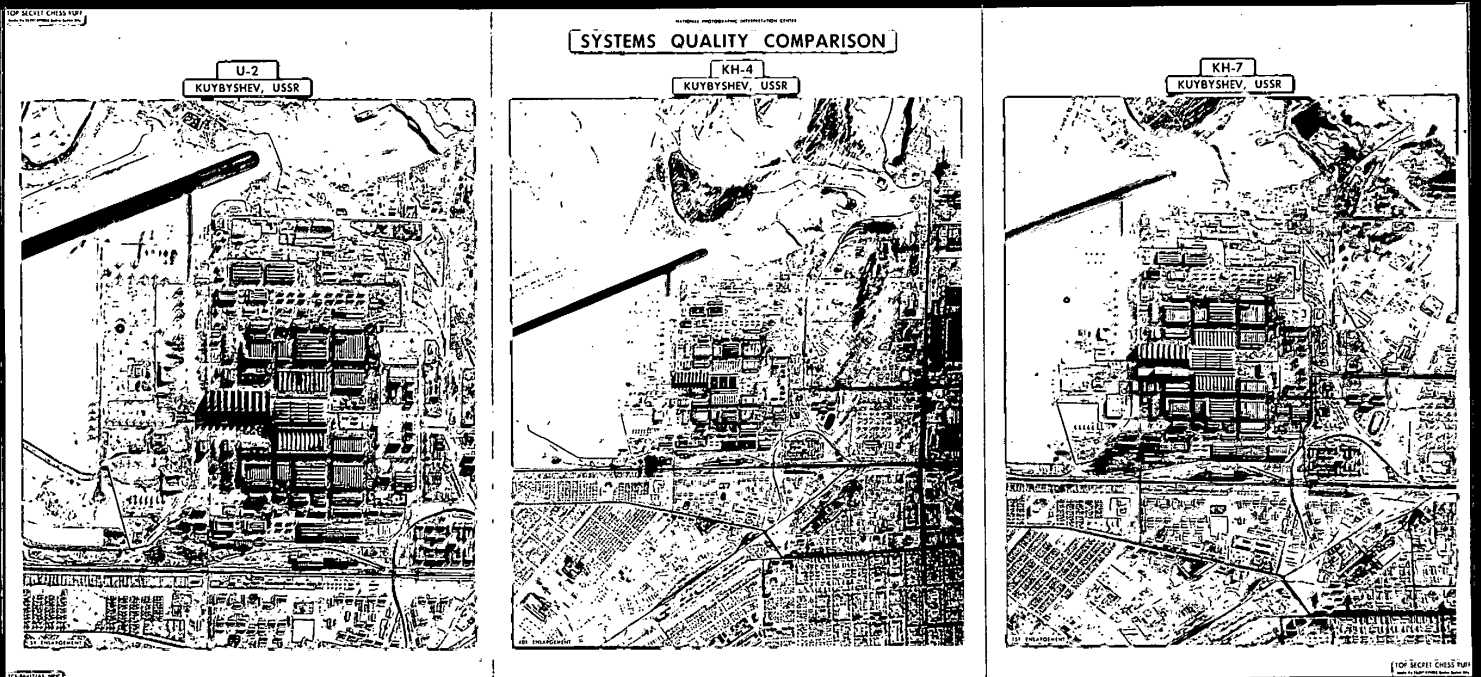 TOP SECRET CHESS RUFF
NATIONAL PHOTOGRAPHIC INTERPRETATION CENTER
SYSTEMS QUALITY COMPARISON
U-2
KUYBYSHEV, USSR
KH-4
KUYBYSHEV, USSR
KH-7
KUYBYSHEV, USSR
ENLARGEMENT
40X ENLARGEMENT
ENLARGEMENT
TOP SECRET CHESS RUFF